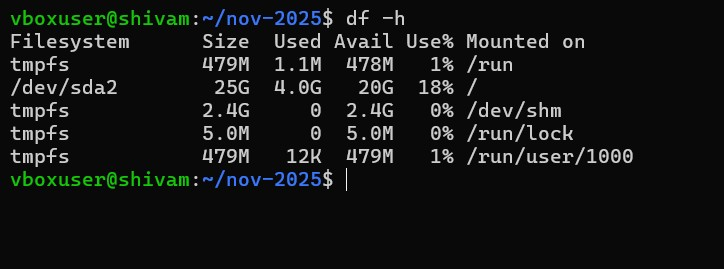 vboxuser@shivam:~/nov-2025$ df -h
Filesystem      Size  Used Avail Use% Mounted on
tmpfs           479M  1.1M  478M   1% /run
/dev/sda2        25G  4.0G   20G  18% /
tmpfs           2.4G     0  2.4G   0% /dev/shm
tmpfs           5.0M     0  5.0M   0% /run/lock
tmpfs           479M   12K  479M   1% /run/user/1000
vboxuser@shivam:~/nov-2025$